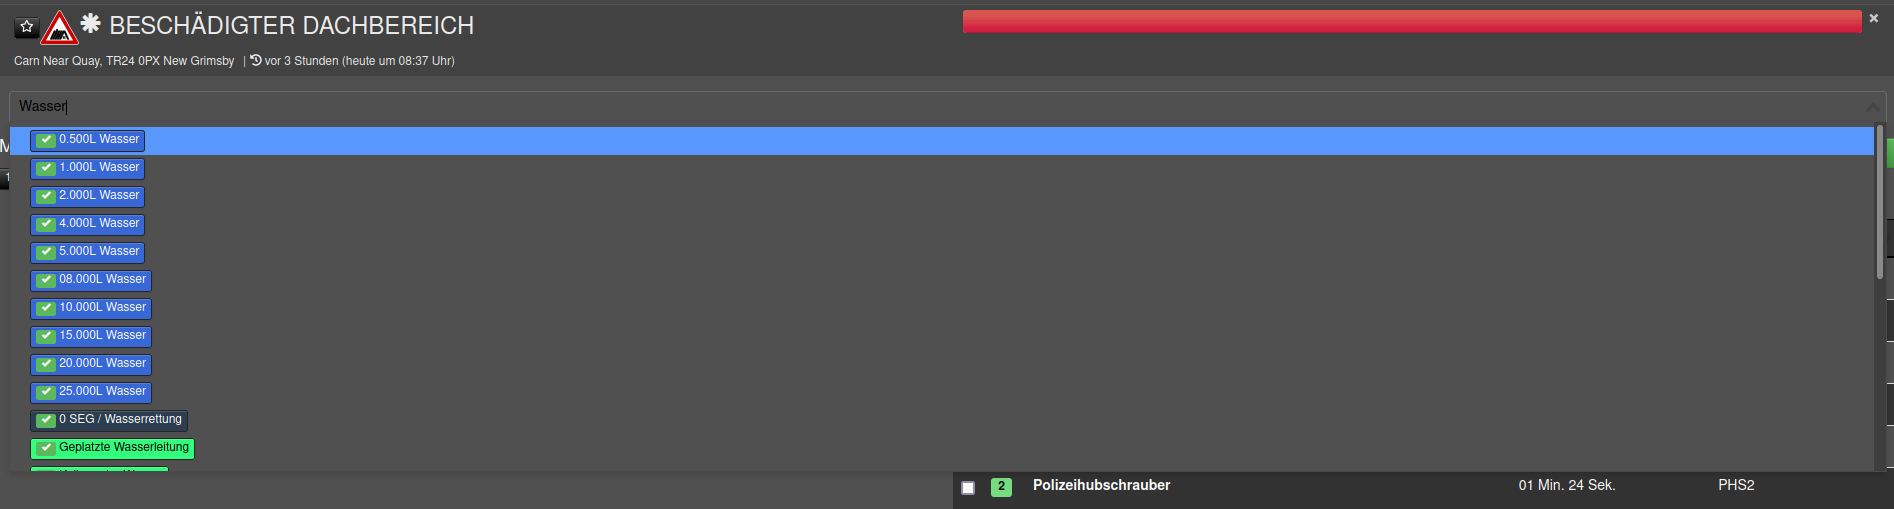 BESCHÄDIGTER DACHBEREICH
Carn Near Quay, TR24 0PX New Grimsby | vor 3 Stunden (heute um 08:37 Uhr)
Wasser
0.500L Wasser
1.000L Wasser
2.000L Wasser
4.000L Wasser
5.000L Wasser
08.000L Wasser
10.000L Wasser
15.000L Wasser
20.000L Wasser
25.000L Wasser
0 SEG / Wasserrettung
Geplatzte Wasserleitung
2 Polizeihubschrauber 01 Min. 24 Sek. PHS2